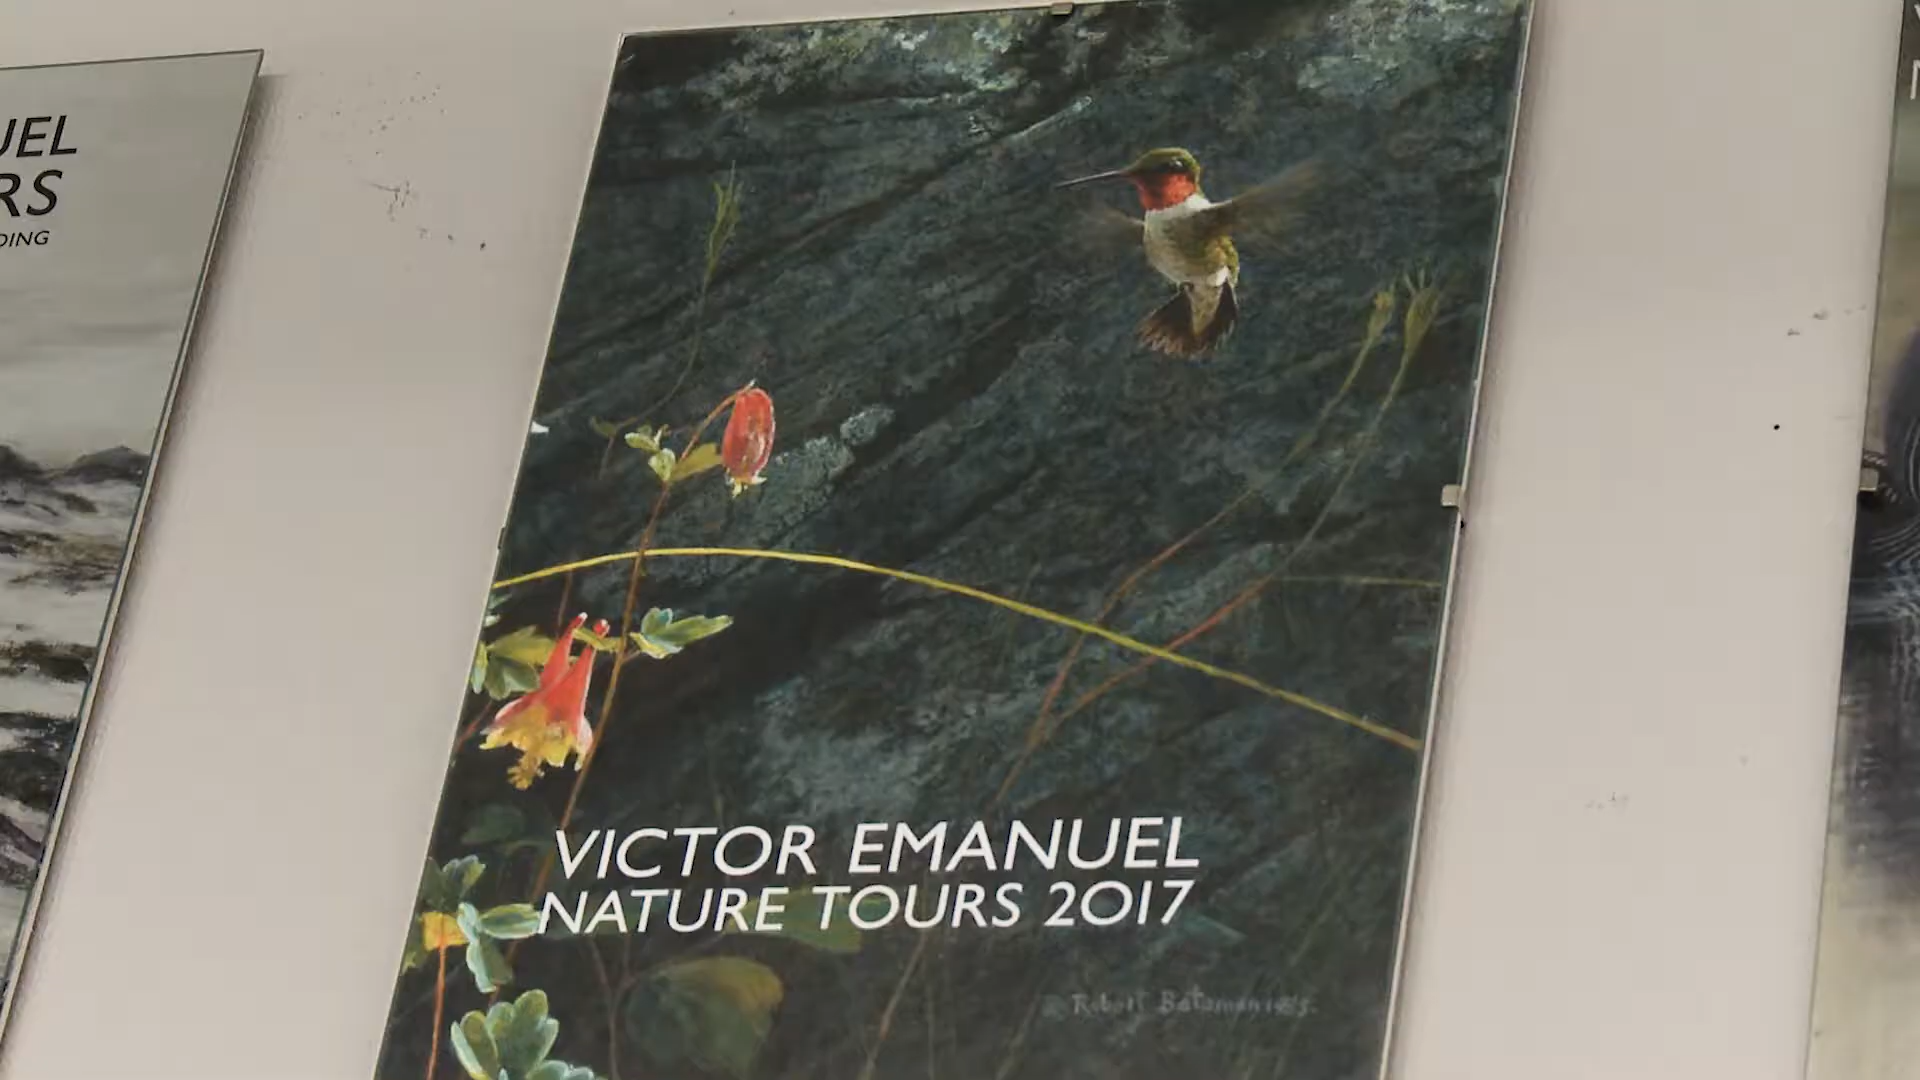 UEL
RS
DING
VICTOR EMANUEL
NATURE TOURS 2017
Robert Bateman